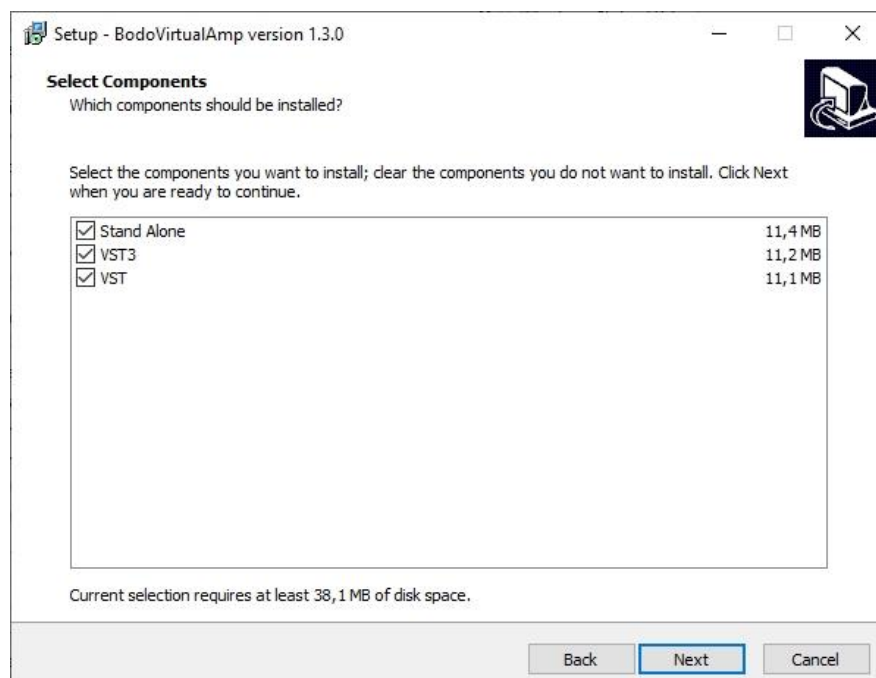 Setup - BodoVirtualAmp version 1.3.0
Select Components
Which components should be installed?
Select the components you want to install; clear the components you do not want to install. Click Next
when you are ready to continue.
Stand Alone 11,4 MB
VST3 11,2 MB
VST 11,1 MB
Current selection requires at least 38,1 MB of disk space.
Back Next Cancel